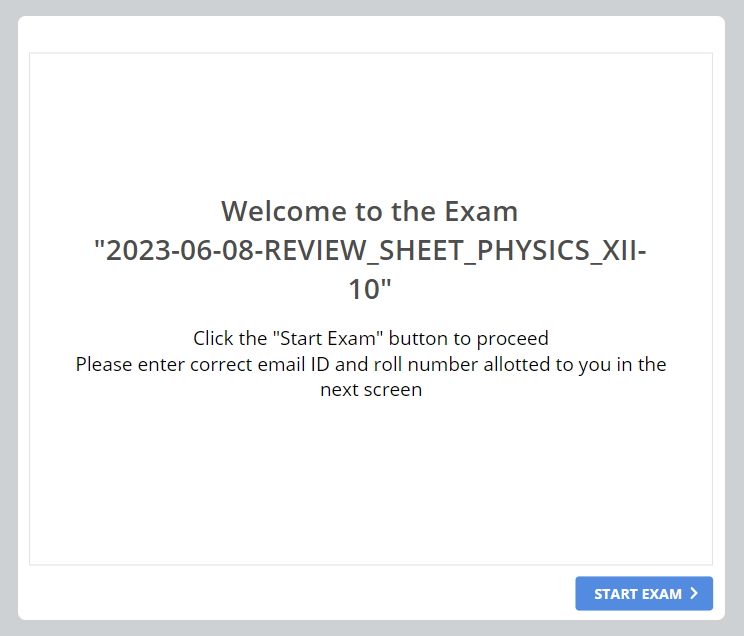 Welcome to the Exam
"2023-06-08-REVIEW_SHEET_PHYSICS_XII-
10"
Click the "Start Exam" button to proceed
Please enter correct email ID and roll number allotted to you in the
next screen
START EXAM